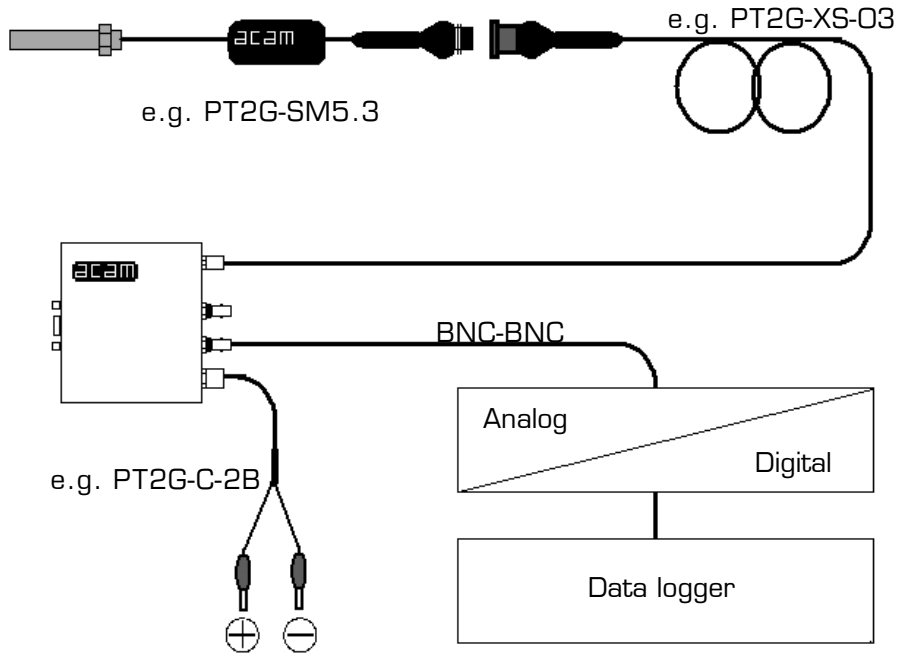 e.g. PT2G-XS-03
acam
e.g. PT2G-SM5.3
acam
BNC-BNC
Analog
Digital
e.g. PT2G-C-2B
Data logger